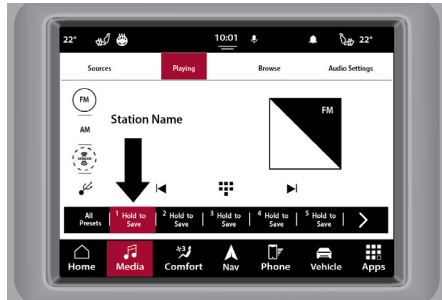 22° 10:01 22°
Sources Playing Browse Audio Settings
FM
Station Name
FM
AM
All Presets
1 Hold to Save
2 Hold to Save
3 Hold to Save
4 Hold to Save
5 Hold to Save
Home Media Comfort Nav Phone Vehicle Apps